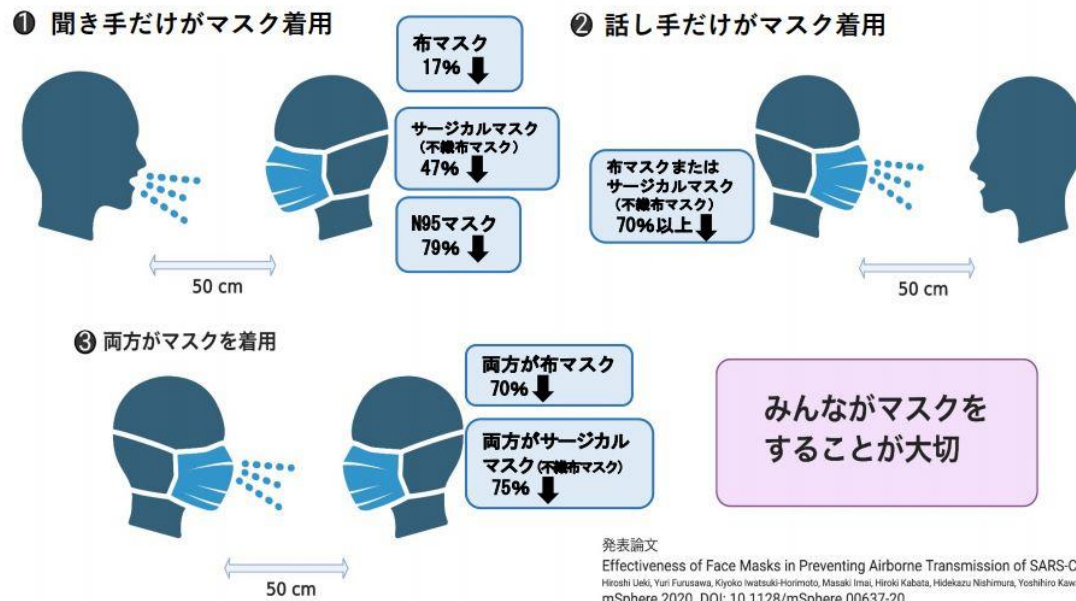 ❶ 聞き手だけがマスク着用
布マスク
17% ⬇
サージカルマスク
(不織布マスク)
47% ⬇
N95マスク
79% ⬇
50 cm
❷ 話し手だけがマスク着用
布マスクまたは
サージカルマスク
(不織布マスク)
70%以上 ⬇
50 cm
❸ 両方がマスクを着用
両方が布マスク
70% ⬇
両方がサージカル
マスク(不織布マスク)
75% ⬇
50 cm
みんながマスクを
することが大切
発表論文
Effectiveness of Face Masks in Preventing Airborne Transmission of SARS-C
Hiroshi Ueki, Yuri Furusawa, Kiyoko Iwatsuki-Horimoto, Masaki Imai, Hiroki Kabata, Hidekazu Nishimura, Yoshihiro Kaw
mSphere 2020, DOI: 10.1128/mSphere.00637-20